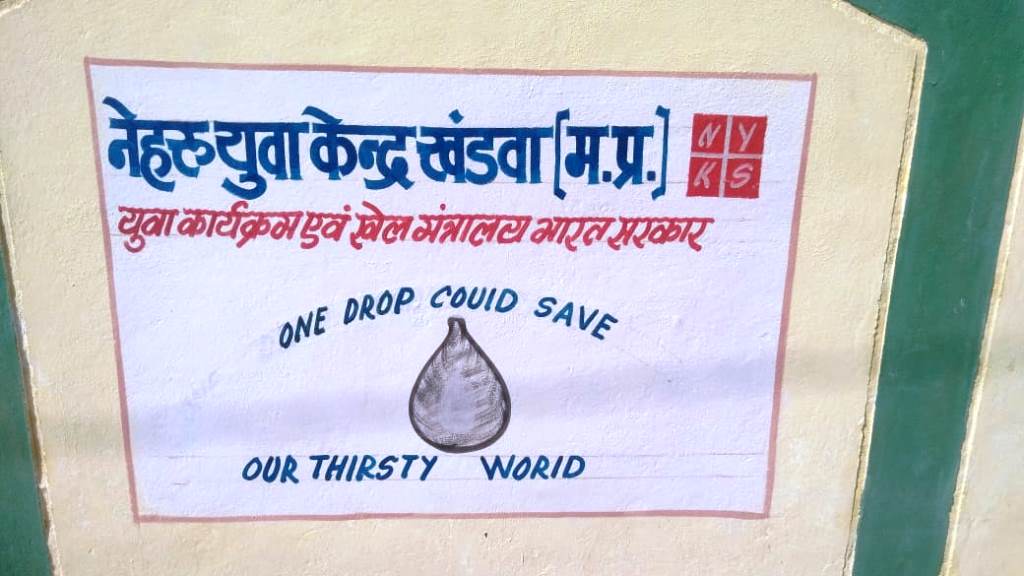 नेहरू युवा केन्द्र खंडवा [म.प्र.]
N Y
K S
युवा कार्यक्रम एवं खेल मंत्रालय भारत सरकार
ONE DROP COUID SAVE
OUR THIRSTY WORID